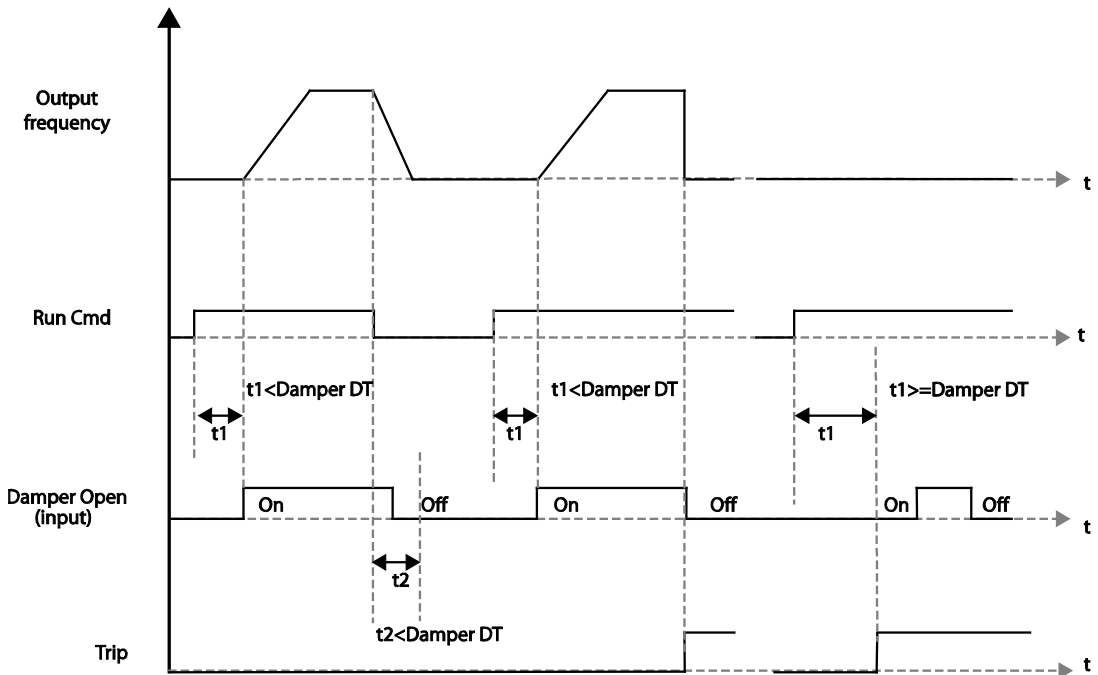 Output
frequency
t
Run Cmd
t
t1<Damper DT
t1<Damper DT
t1>=Damper DT
t1
t1
t1
Damper Open
(input)
On
Off
On
Off
On
Off
t
t2
t2<Damper DT
Trip
t